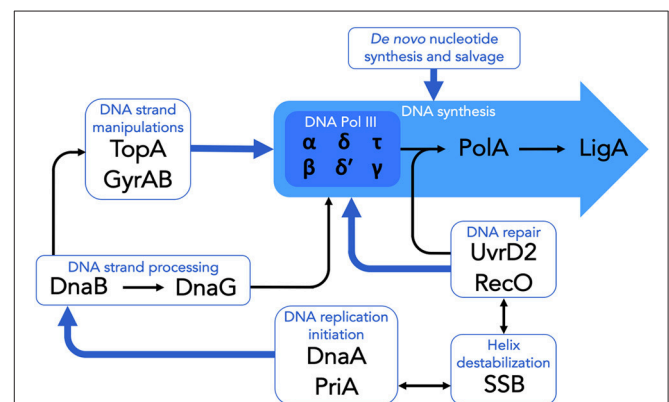 De novo nucleotide
synthesis and salvage
DNA strand
manipulations
TopA
GyrAB
DNA Pol III
α δ τ
β δ′ γ
DNA synthesis
PolA
LigA
DNA strand processing
DnaB
DnaG
DNA repair
UvrD2
RecO
DNA replication
initiation
DnaA
PriA
Helix
destabilization
SSB